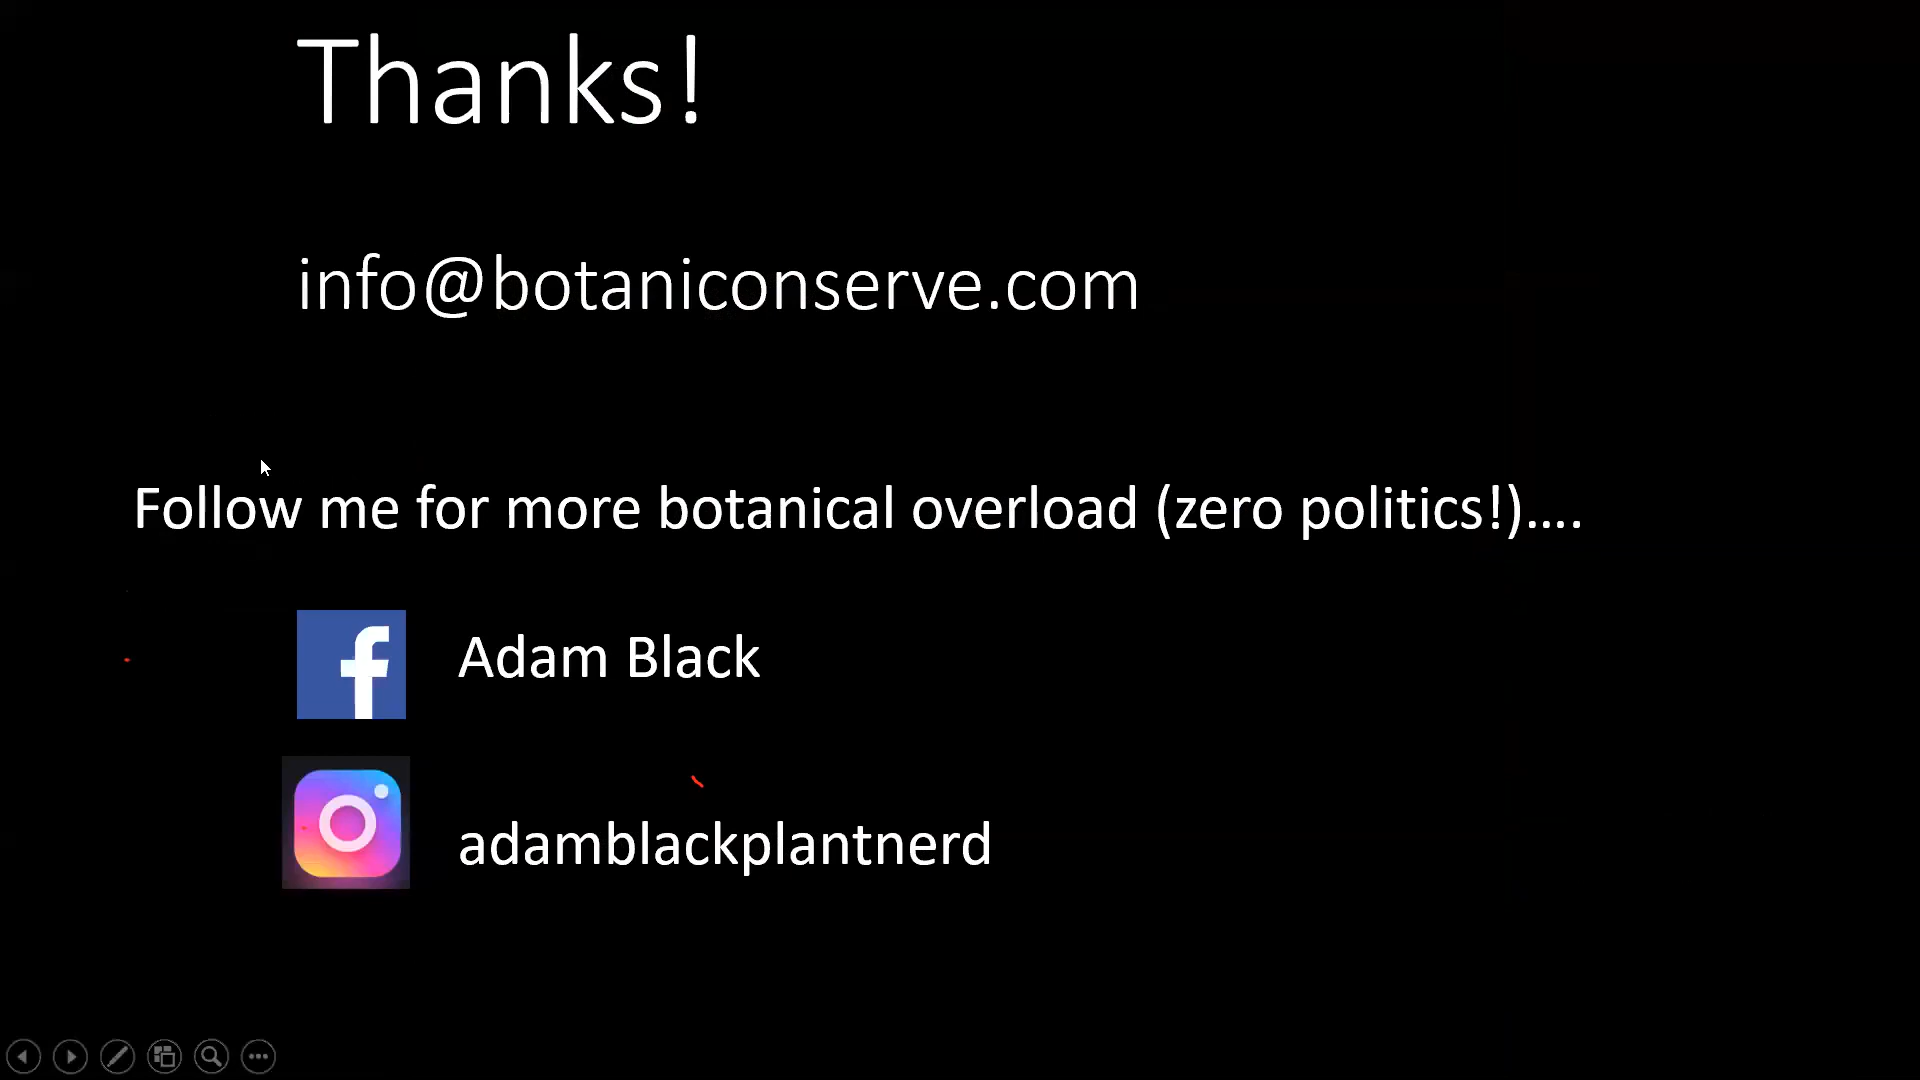 Thanks!
info@botaniconserve.com
Follow me for more botanical overload (zero politics!)....
Adam Black
adamblackplantnerd